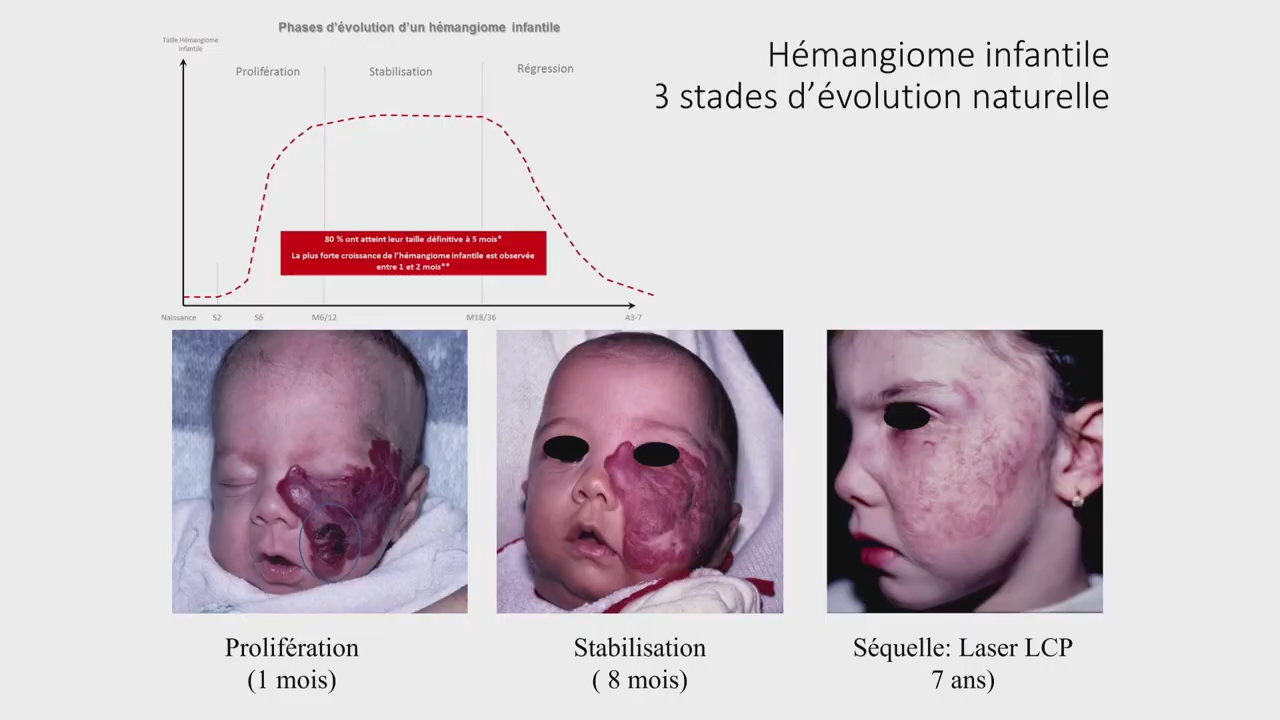 Phases d'évolution d'un hémangiome infantile
Taille Hémangiome
Infantile
Prolifération
Stabilisation
Régression
Hémangiome infantile
3 stades d'évolution naturelle
80 % ont atteint leur taille définitive à 5 mois*
La plus forte croissance de l'hémangiome infantile est observée
entre 1 et 2 mois**
Naissance
S2
S6
M6/12
M18/36
A3-7
Prolifération
(1 mois)
Stabilisation
( 8 mois)
Séquelle: Laser LCP
7 ans)